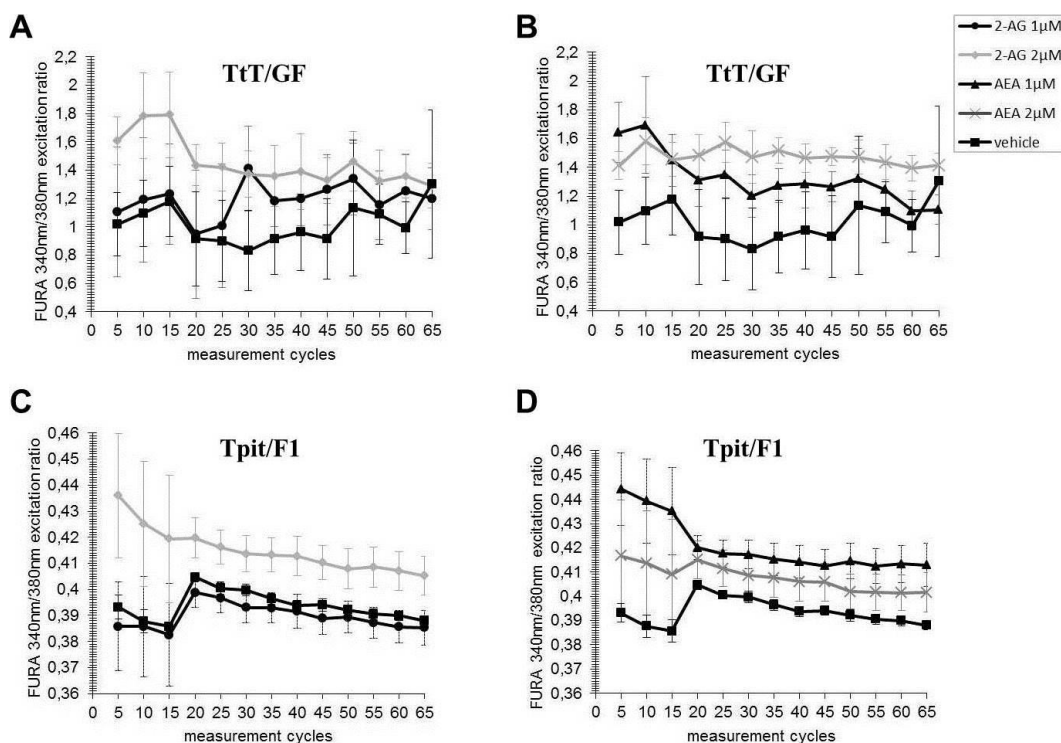 A
TtT/GF
FURA 340nm/380nm excitation ratio
2,2
2
1,8
1,6
1,4
1,2
1
0,8
0,6
0,4
0 5 10 15 20 25 30 35 40 45 50 55 60 65
measurement cycles
B
TtT/GF
FURA 340nm/380nm excitation ratio
2,2
2
1,8
1,6
1,4
1,2
1
0,8
0,6
0,4
0 5 10 15 20 25 30 35 40 45 50 55 60 65
measurement cycles
2-AG 1µM
2-AG 2µM
AEA 1µM
AEA 2µM
vehicle
C
Tpit/F1
FURA 340nm/380nm excitation ratio
0,46
0,45
0,44
0,43
0,42
0,41
0,4
0,39
0,38
0,37
0,36
0 5 10 15 20 25 30 35 40 45 50 55 60 65
measurement cycles
D
Tpit/F1
FURA 340nm/380nm excitation ratio
0,46
0,45
0,44
0,43
0,42
0,41
0,4
0,39
0,38
0,37
0,36
0 5 10 15 20 25 30 35 40 45 50 55 60 65
measurement cycles